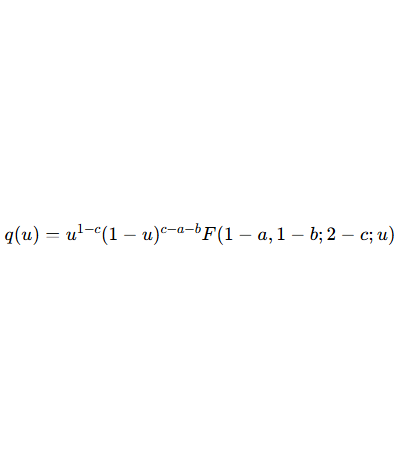 q(u) = u^{1−c}(1 − u)^{c−a−b}F(1 − a, 1 − b; 2 − c; u)